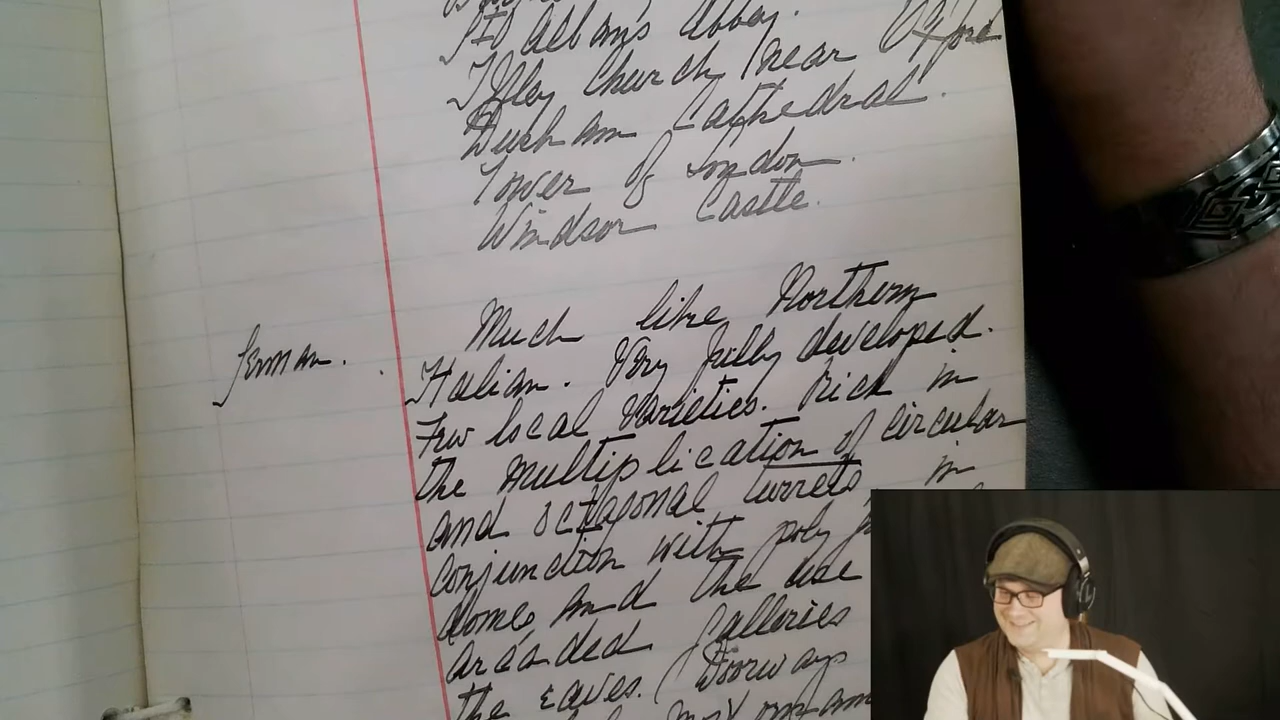 St Albans Abbey.
Iffley Church (near Oxford
Durham Cathedral.
Tower of London.
Windsor Castle.
Much like Northern
German.
Italian. Very fully developed.
Few local varieties. Rich in
the multiplication of circular
and octagonal turrets in
conjunction with poly
domes and the use
arcaded galleries
the eaves. (Doorways
most